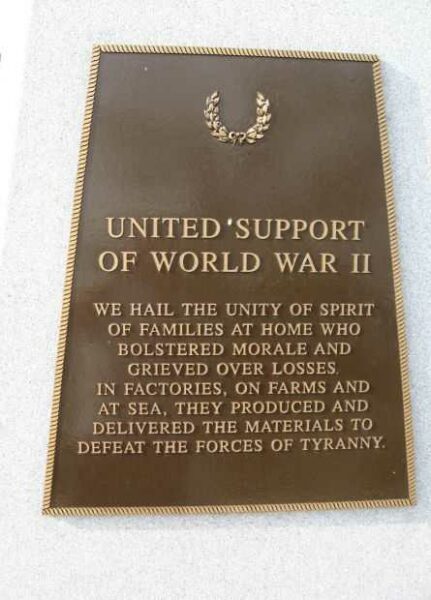 UNITED SUPPORT
OF WORLD WAR II
WE HAIL THE UNITY OF SPIRIT
OF FAMILIES AT HOME WHO
BOLSTERED MORALE AND
GRIEVED OVER LOSSES.
IN FACTORIES, ON FARMS AND
AT SEA, THEY PRODUCED AND
DELIVERED THE MATERIALS TO
DEFEAT THE FORCES OF TYRANNY.